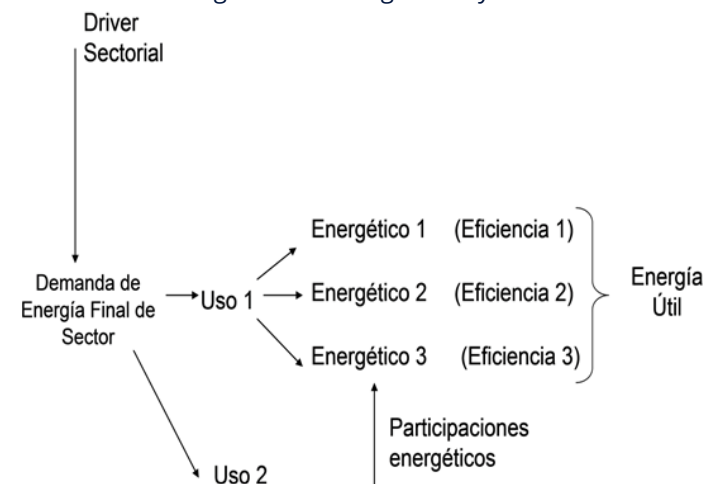 Driver
Sectorial
Energético 1 (Eficiencia 1)
Demanda de
Energía Final de
Sector
Uso 1
Energético 2 (Eficiencia 2)
Energía
Útil
Energético 3 (Eficiencia 3)
Participaciones
energéticos
Uso 2